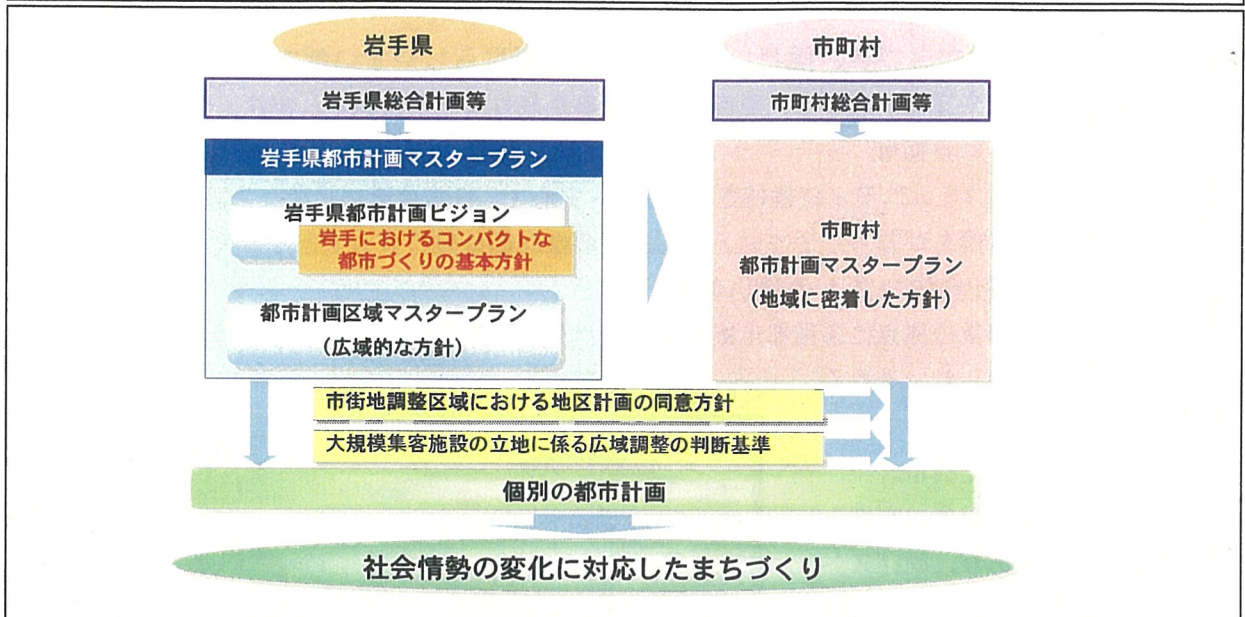 岩手県
市町村
岩手県総合計画等
市町村総合計画等
岩手県都市計画マスタープラン
岩手県都市計画ビジョン
岩手におけるコンパクトな
都市づくりの基本方針
都市計画区域マスタープラン
（広域的な方針）
市町村
都市計画マスタープラン
（地域に密着した方針）
市街地調整区域における地区計画の同意方針
大規模集客施設の立地に係る広域調整の判断基準
個別の都市計画
社会情勢の変化に対応したまちづくり